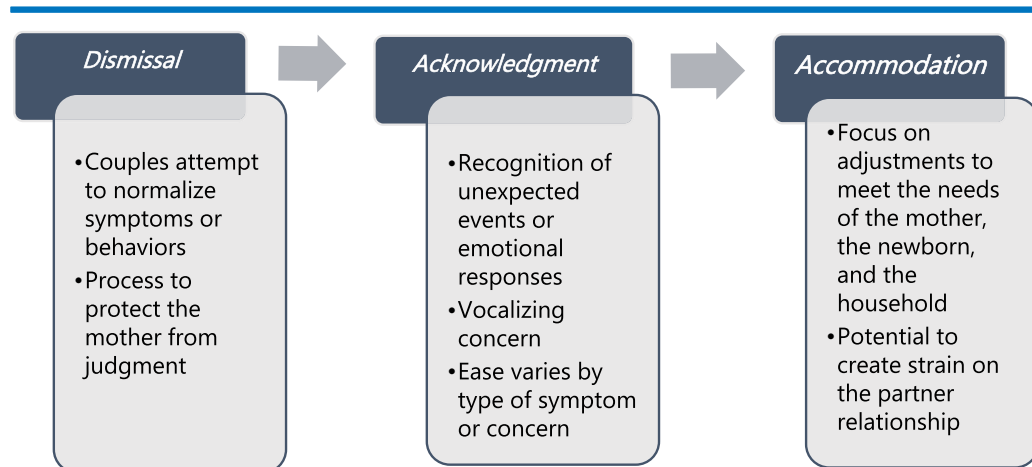 Dismissal
•Couples attempt
to normalize
symptoms or
behaviors
•Process to
protect the
mother from
judgment
Acknowledgment
•Recognition of
unexpected
events or
emotional
responses
•Vocalizing
concern
•Ease varies by
type of symptom
or concern
Accommodation
•Focus on
adjustments to
meet the needs
of the mother,
the newborn,
and the
household
•Potential to
create strain on
the partner
relationship